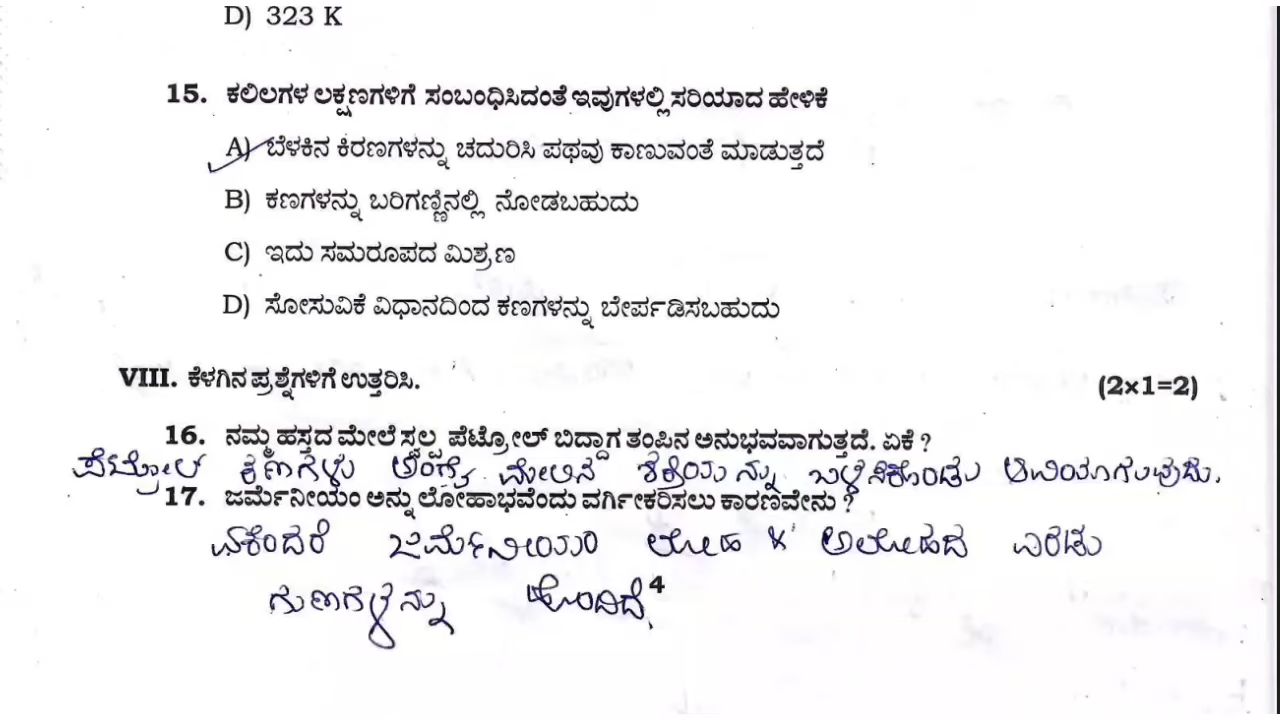 D) 323 K
15. ಕಲಿಲಗಳ ಲಕ್ಷಣಗಳಿಗೆ ಸಂಬಂಧಿಸಿದಂತೆ ಇವುಗಳಲ್ಲಿ ಸರಿಯಾದ ಹೇಳಿಕೆ
A) ಬೆಳಕಿನ ಕಿರಣಗಳನ್ನು ಚದುರಿಸಿ ಪಥವು ಕಾಣುವಂತೆ ಮಾಡುತ್ತದೆ
B) ಕಣಗಳನ್ನು ಬರಿಗಣ್ಣಿನಲ್ಲಿ ನೋಡಬಹುದು
C) ಇದು ಸಮರೂಪದ ಮಿಶ್ರಣ
D) ಸೋಸುವಿಕೆ ವಿಧಾನದಿಂದ ಕಣಗಳನ್ನು ಬೇರ್ಪಡಿಸಬಹುದು
VIII. ಕೆಳಗಿನ ಪ್ರಶ್ನೆಗಳಿಗೆ ಉತ್ತರಿಸಿ. (2×1=2)
16. ನಮ್ಮ ಹಸ್ತದ ಮೇಲೆ ಸ್ವಲ್ಪ ಪೆಟ್ರೋಲ್ ಬಿದ್ದಾಗ ತಂಪಿನ ಅನುಭವವಾಗುತ್ತದೆ. ಏಕೆ ?
ಪೆಟ್ರೋಲ್ ಕಣಗಳು ಅಂಗೈ ಮೇಲಿನ ಶಕ್ತಿಯನ್ನು ಬಳಸಿಕೊಂಡು ಆವಿಯಾಗುವುದು.
17. ಜರ್ಮೆನೀಯಂ ಅನ್ನು ಲೋಹಾಭವೆಂದು ವರ್ಗೀಕರಿಸಲು ಕಾರಣವೇನು ?
ಏಕೆಂದರೆ ಜರ್ಮೆನೀಯಂ ಲೋಹ & ಅಲೋಹದ ಎರಡು
ಗುಣಗಳನ್ನು ಹೊಂದಿದೆ.
4